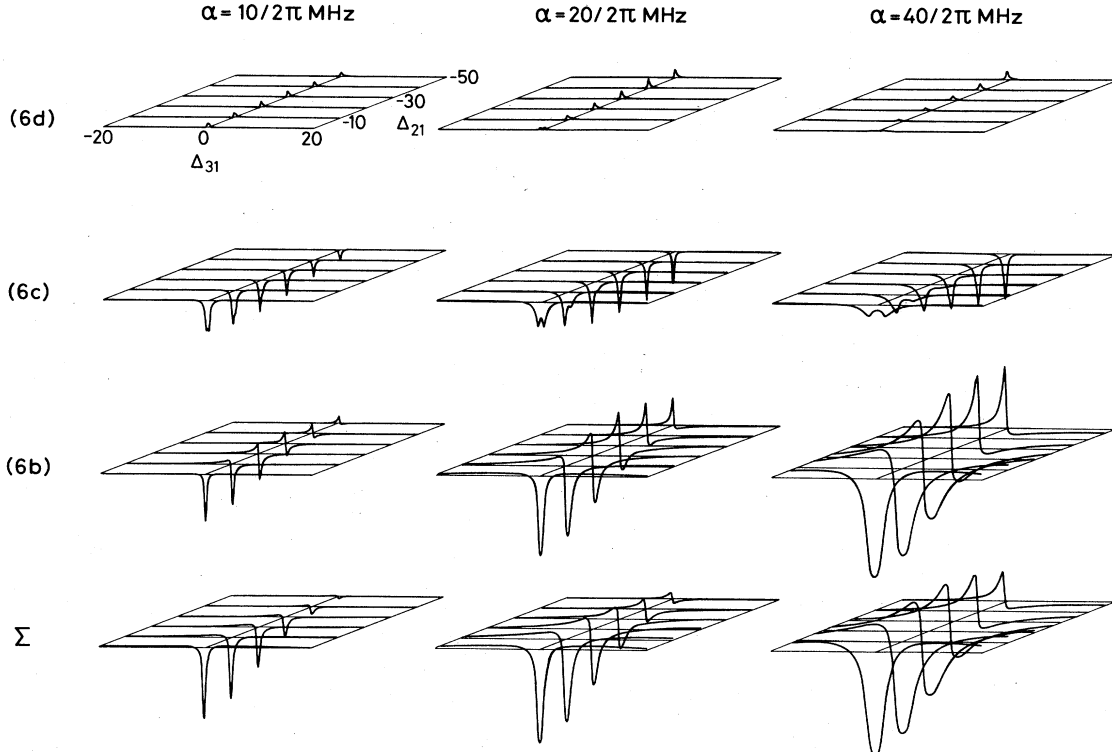 α = 10/2π MHz
α = 20/2π MHz
α = 40/2π MHz
(6d)
-20
0
20
-10
-30
-50
Δ31
Δ21
(6c)
(6b)
Σ